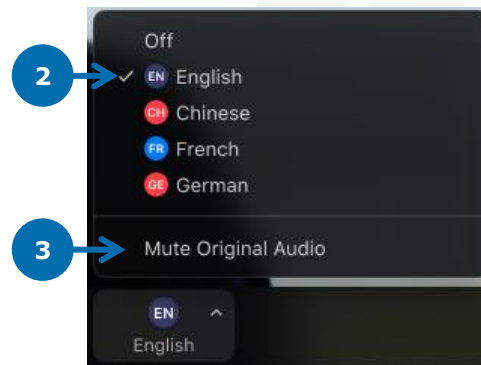 Off
2 ✓ EN English
CH Chinese
FR French
GE German
3 Mute Original Audio
EN
English